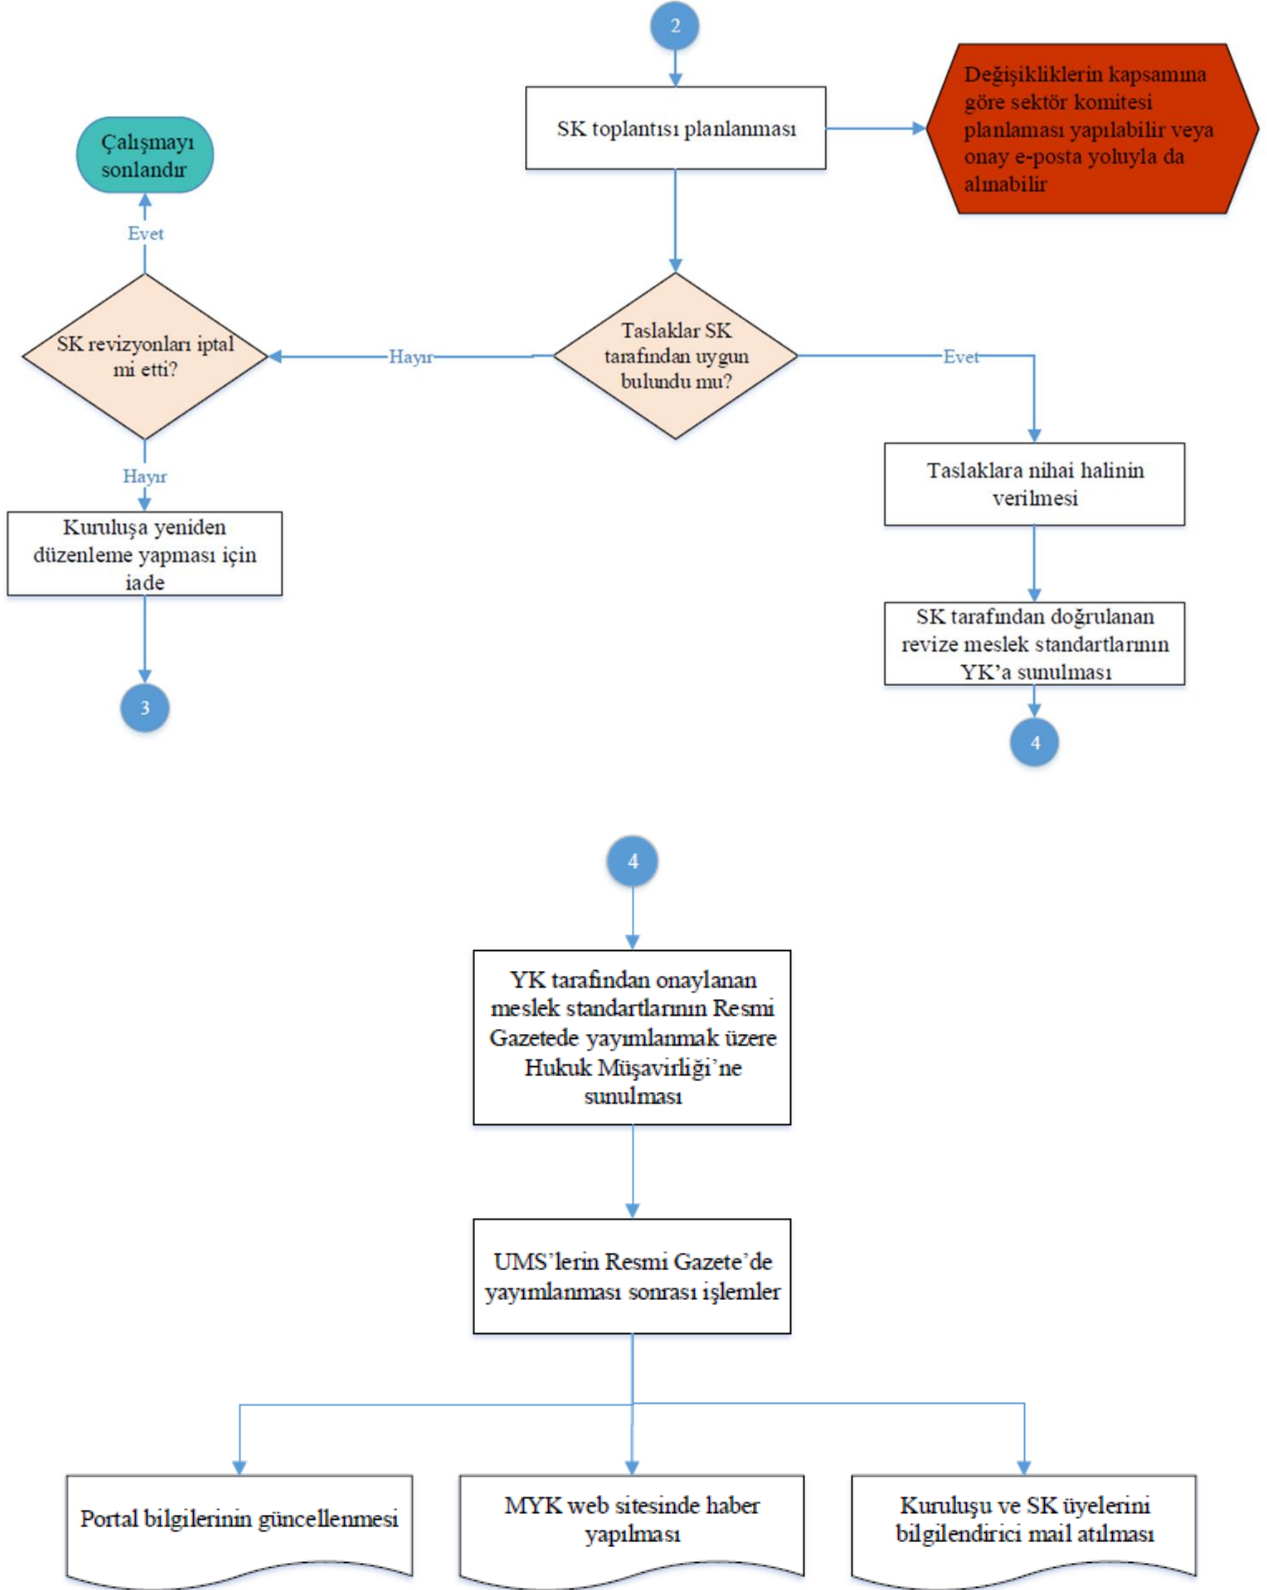 2
SK toplantısı planlanması
Değişikliklerin kapsamına
göre sektör komitesi
planlaması yapılabilir veya
onay e-posta yoluyla da
alınabilir
Çalışmayı
sonlandır
Evet
SK revizyonları iptal
mi etti?
Hayır
Taslaklar SK
tarafından uygun
bulundu mu?
Evet
Hayır
Kuruluşa yeniden
düzenleme yapması için
iade
3
Taslaklara nihai halinin
verilmesi
SK tarafından doğrulanan
revize meslek standartlarının
YK’a sunulması
4
4
YK tarafından onaylanan
meslek standartlarının Resmi
Gazetede yayımlanmak üzere
Hukuk Müşavirliği’ne
sunulması
UMS’lerin Resmi Gazete’de
yayımlanması sonrası işlemler
Portal bilgilerinin güncellenmesi
MYK web sitesinde haber
yapılması
Kuruluşu ve SK üyelerini
bilgilendirici mail atılması